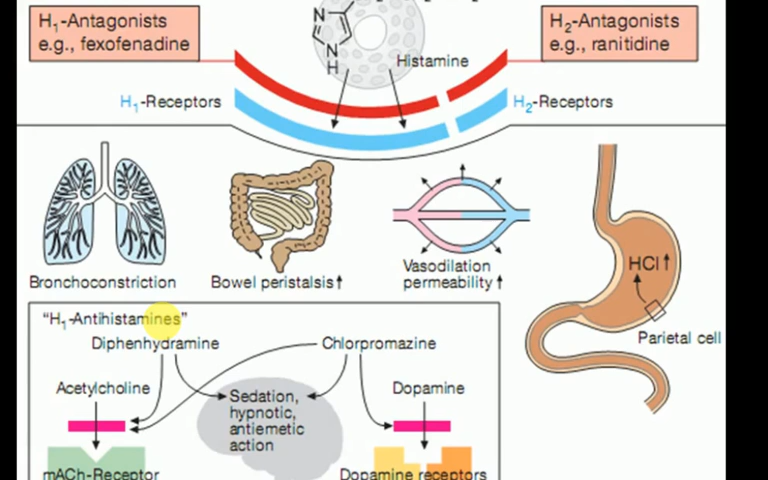 H1-Antagonists
e.g., fexofenadine
H2-Antagonists
e.g., ranitidine
N
N
H
Histamine
H1-Receptors
H2-Receptors
Bronchoconstriction
Bowel peristalsis↑
Vasodilation
permeability↑
HCl↑
Parietal cell
"H1-Antihistamines"
Diphenhydramine
Chlorpromazine
Acetylcholine
Sedation,
hypnotic,
antiemetic
action
Dopamine
mACh-Receptor
Dopamine receptors